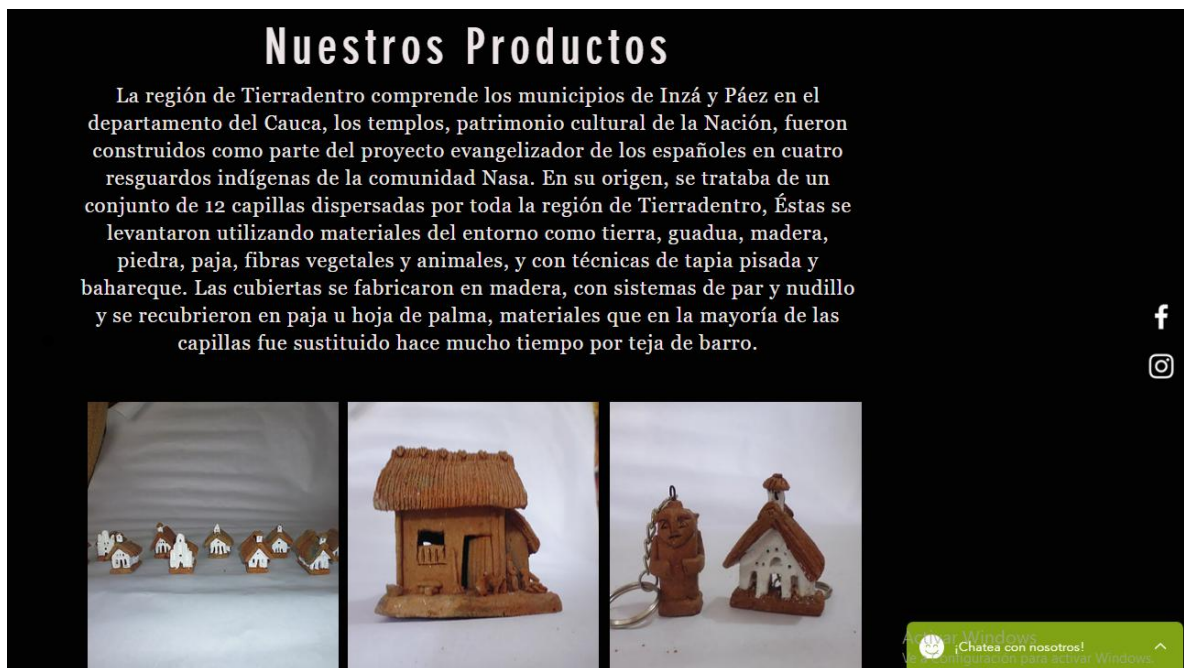 Nuestros Productos
La región de Tierradentro comprende los municipios de Inzá y Páez en el
departamento del Cauca, los templos, patrimonio cultural de la Nación, fueron
construidos como parte del proyecto evangelizador de los españoles en cuatro
resguardos indígenas de la comunidad Nasa. En su origen, se trataba de un
conjunto de 12 capillas dispersadas por toda la región de Tierradentro, Éstas se
levantaron utilizando materiales del entorno como tierra, guadua, madera,
piedra, paja, fibras vegetales y animales, y con técnicas de tapia pisada y
bahareque. Las cubiertas se fabricaron en madera, con sistemas de par y nudillo
y se recubrieron en paja u hoja de palma, materiales que en la mayoría de las
capillas fue sustituido hace mucho tiempo por teja de barro.
Activar Windows
¡Chatea con nosotros!
Ve a Configuración para activar Windows.